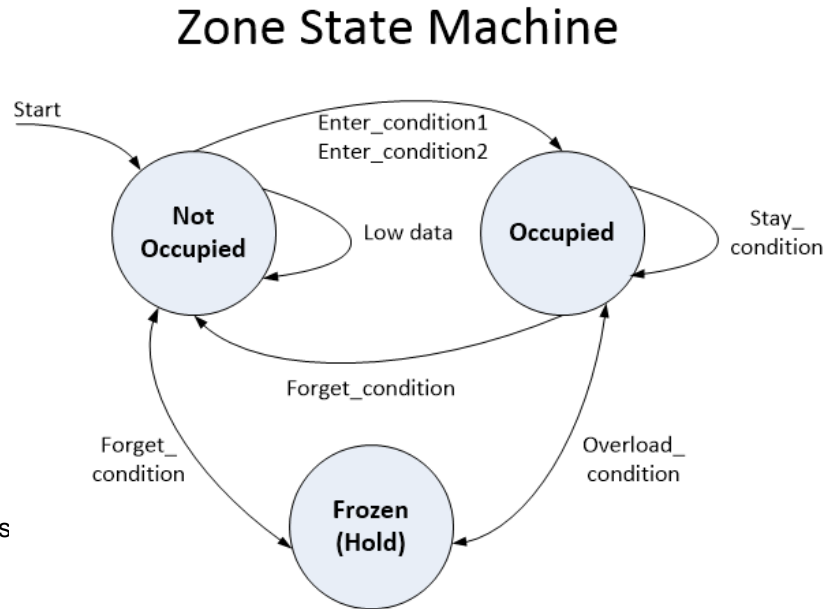 Zone State Machine
Start
Enter_condition1
Enter_condition2
Not
Occupied
Low data
Occupied
Stay_
condition
Forget_condition
Forget_
condition
Overload_
condition
Frozen
(Hold)
s